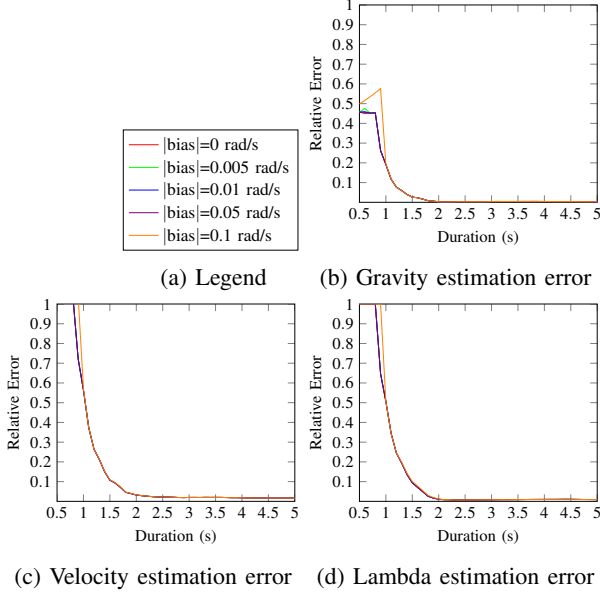 |bias|=0 rad/s
|bias|=0.005 rad/s
|bias|=0.01 rad/s
|bias|=0.05 rad/s
|bias|=0.1 rad/s
(a) Legend
1
0.9
0.8
0.7
0.6
0.5
0.4
0.3
0.2
0.1
Relative Error
0.5 1 1.5 2 2.5 3 3.5 4 4.5 5
Duration (s)
(b) Gravity estimation error
1
0.9
0.8
0.7
0.6
0.5
0.4
0.3
0.2
0.1
Relative Error
0.5 1 1.5 2 2.5 3 3.5 4 4.5 5
Duration (s)
(c) Velocity estimation error
1
0.9
0.8
0.7
0.6
0.5
0.4
0.3
0.2
0.1
Relative Error
0.5 1 1.5 2 2.5 3 3.5 4 4.5 5
Duration (s)
(d) Lambda estimation error